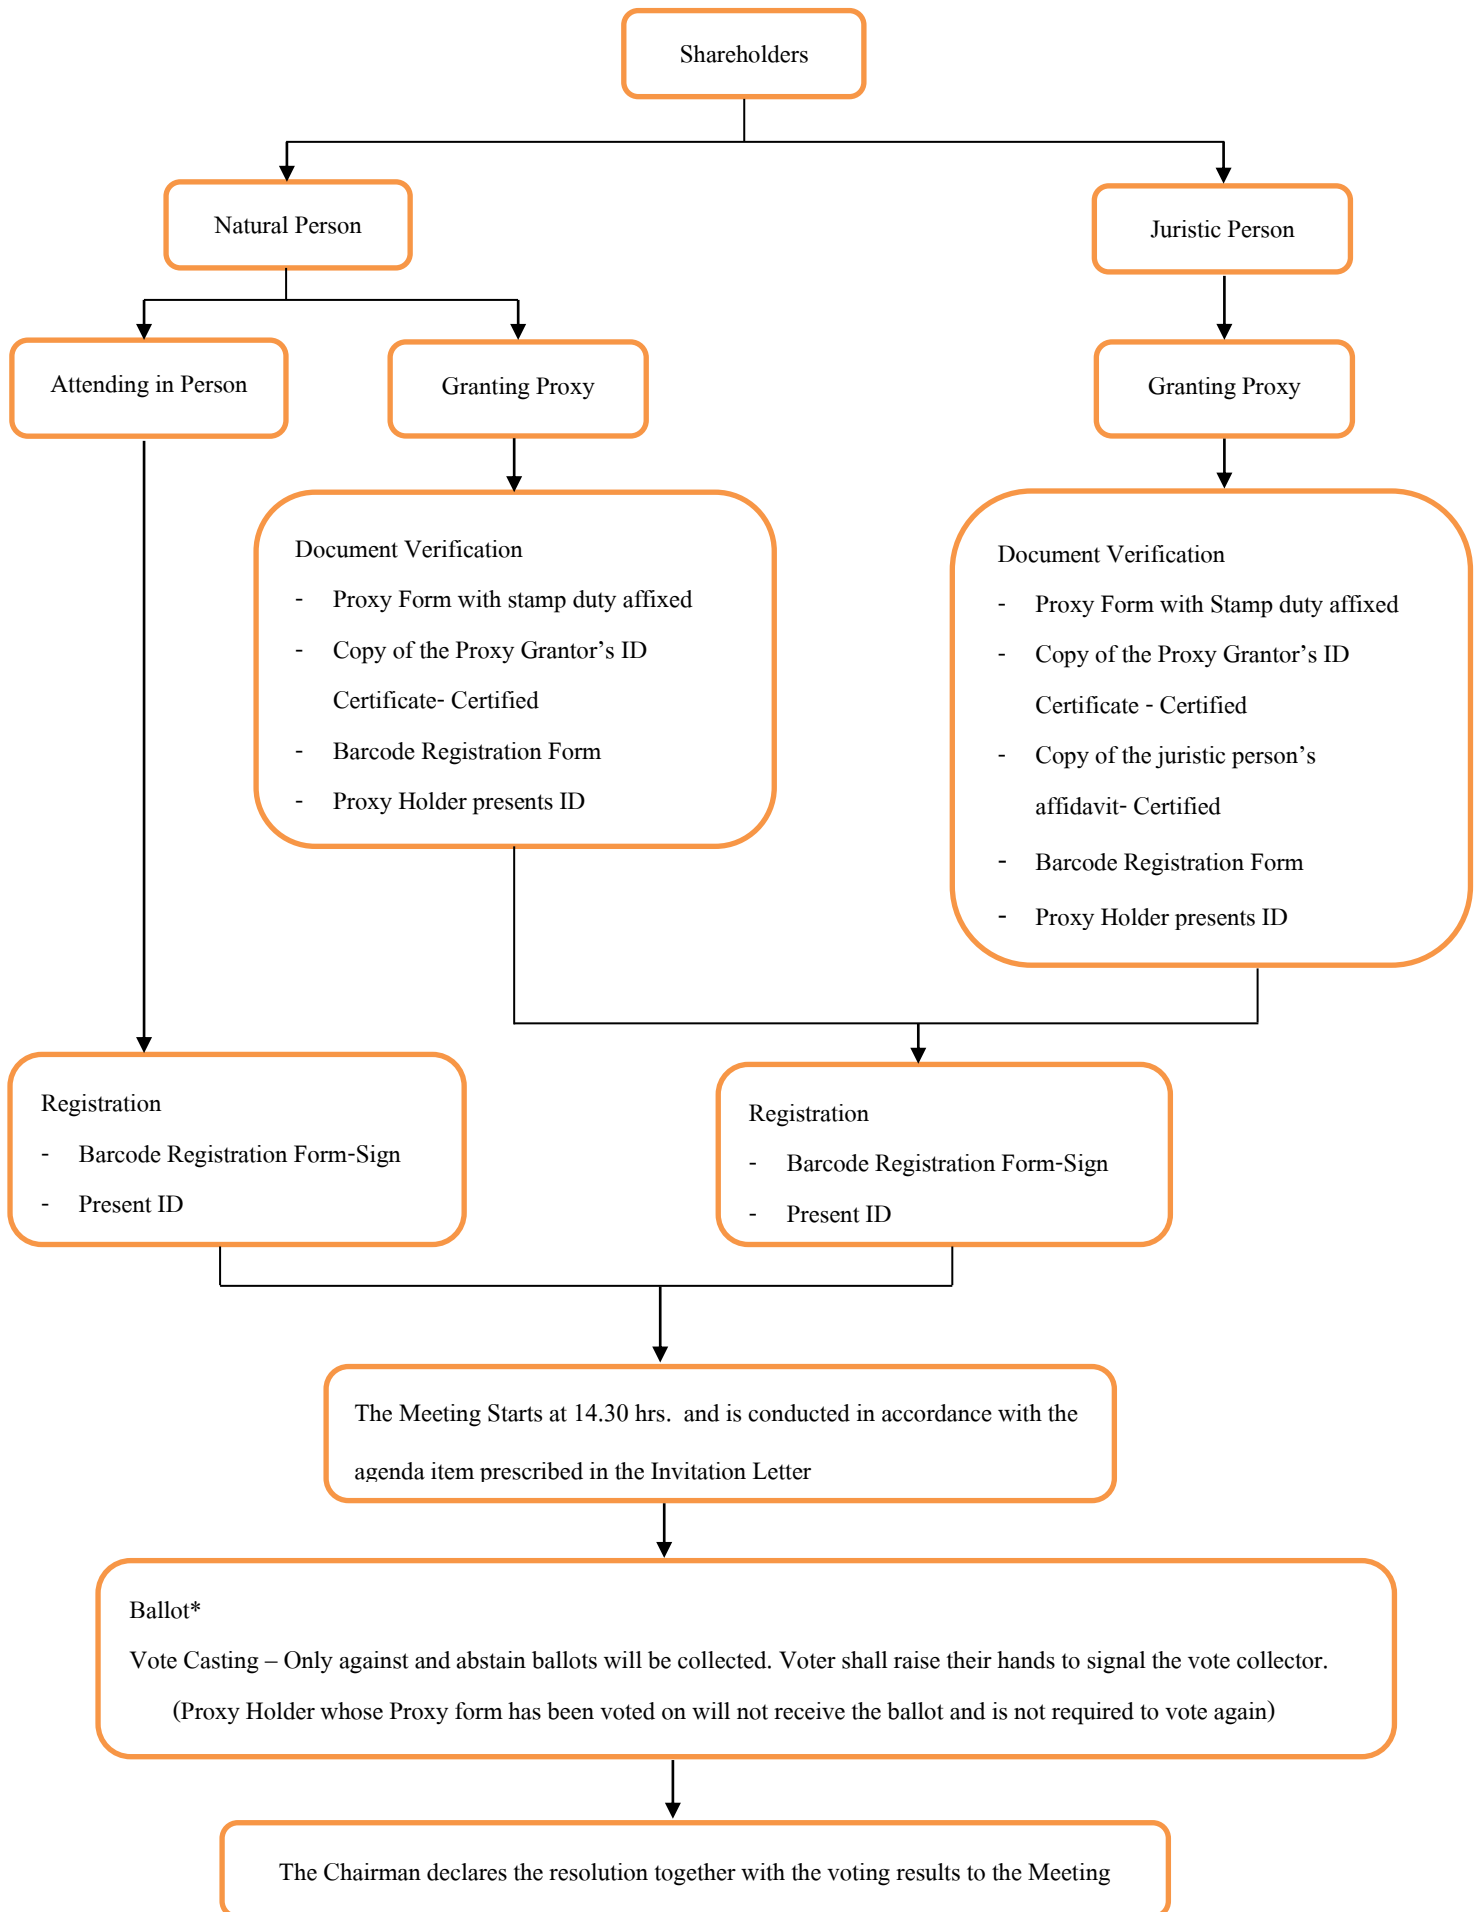 Shareholders
Natural Person
Juristic Person
Attending in Person
Granting Proxy
Granting Proxy
Document Verification
- Proxy Form with stamp duty affixed
- Copy of the Proxy Grantor’s ID
Certificate- Certified
- Barcode Registration Form
- Proxy Holder presents ID
Document Verification
- Proxy Form with Stamp duty affixed
- Copy of the Proxy Grantor’s ID
Certificate - Certified
- Copy of the juristic person’s
affidavit- Certified
- Barcode Registration Form
- Proxy Holder presents ID
Registration
- Barcode Registration Form-Sign
- Present ID
Registration
- Barcode Registration Form-Sign
- Present ID
The Meeting Starts at 14.30 hrs. and is conducted in accordance with the
agenda item prescribed in the Invitation Letter
Ballot*
Vote Casting – Only against and abstain ballots will be collected. Voter shall raise their hands to signal the vote collector.
(Proxy Holder whose Proxy form has been voted on will not receive the ballot and is not required to vote again)
The Chairman declares the resolution together with the voting results to the Meeting